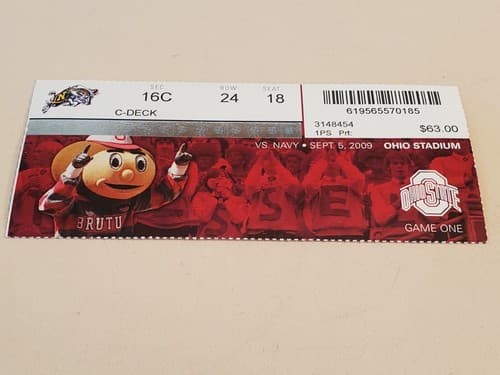 SEC ROW SEAT
16C 24 18
C-DECK
619565570185
3148454
1PS Prt: $63.00
VS. NAVY • SEPT. 5, 2009 OHIO STADIUM
BRUTU
OHIO STATE
GAME ONE